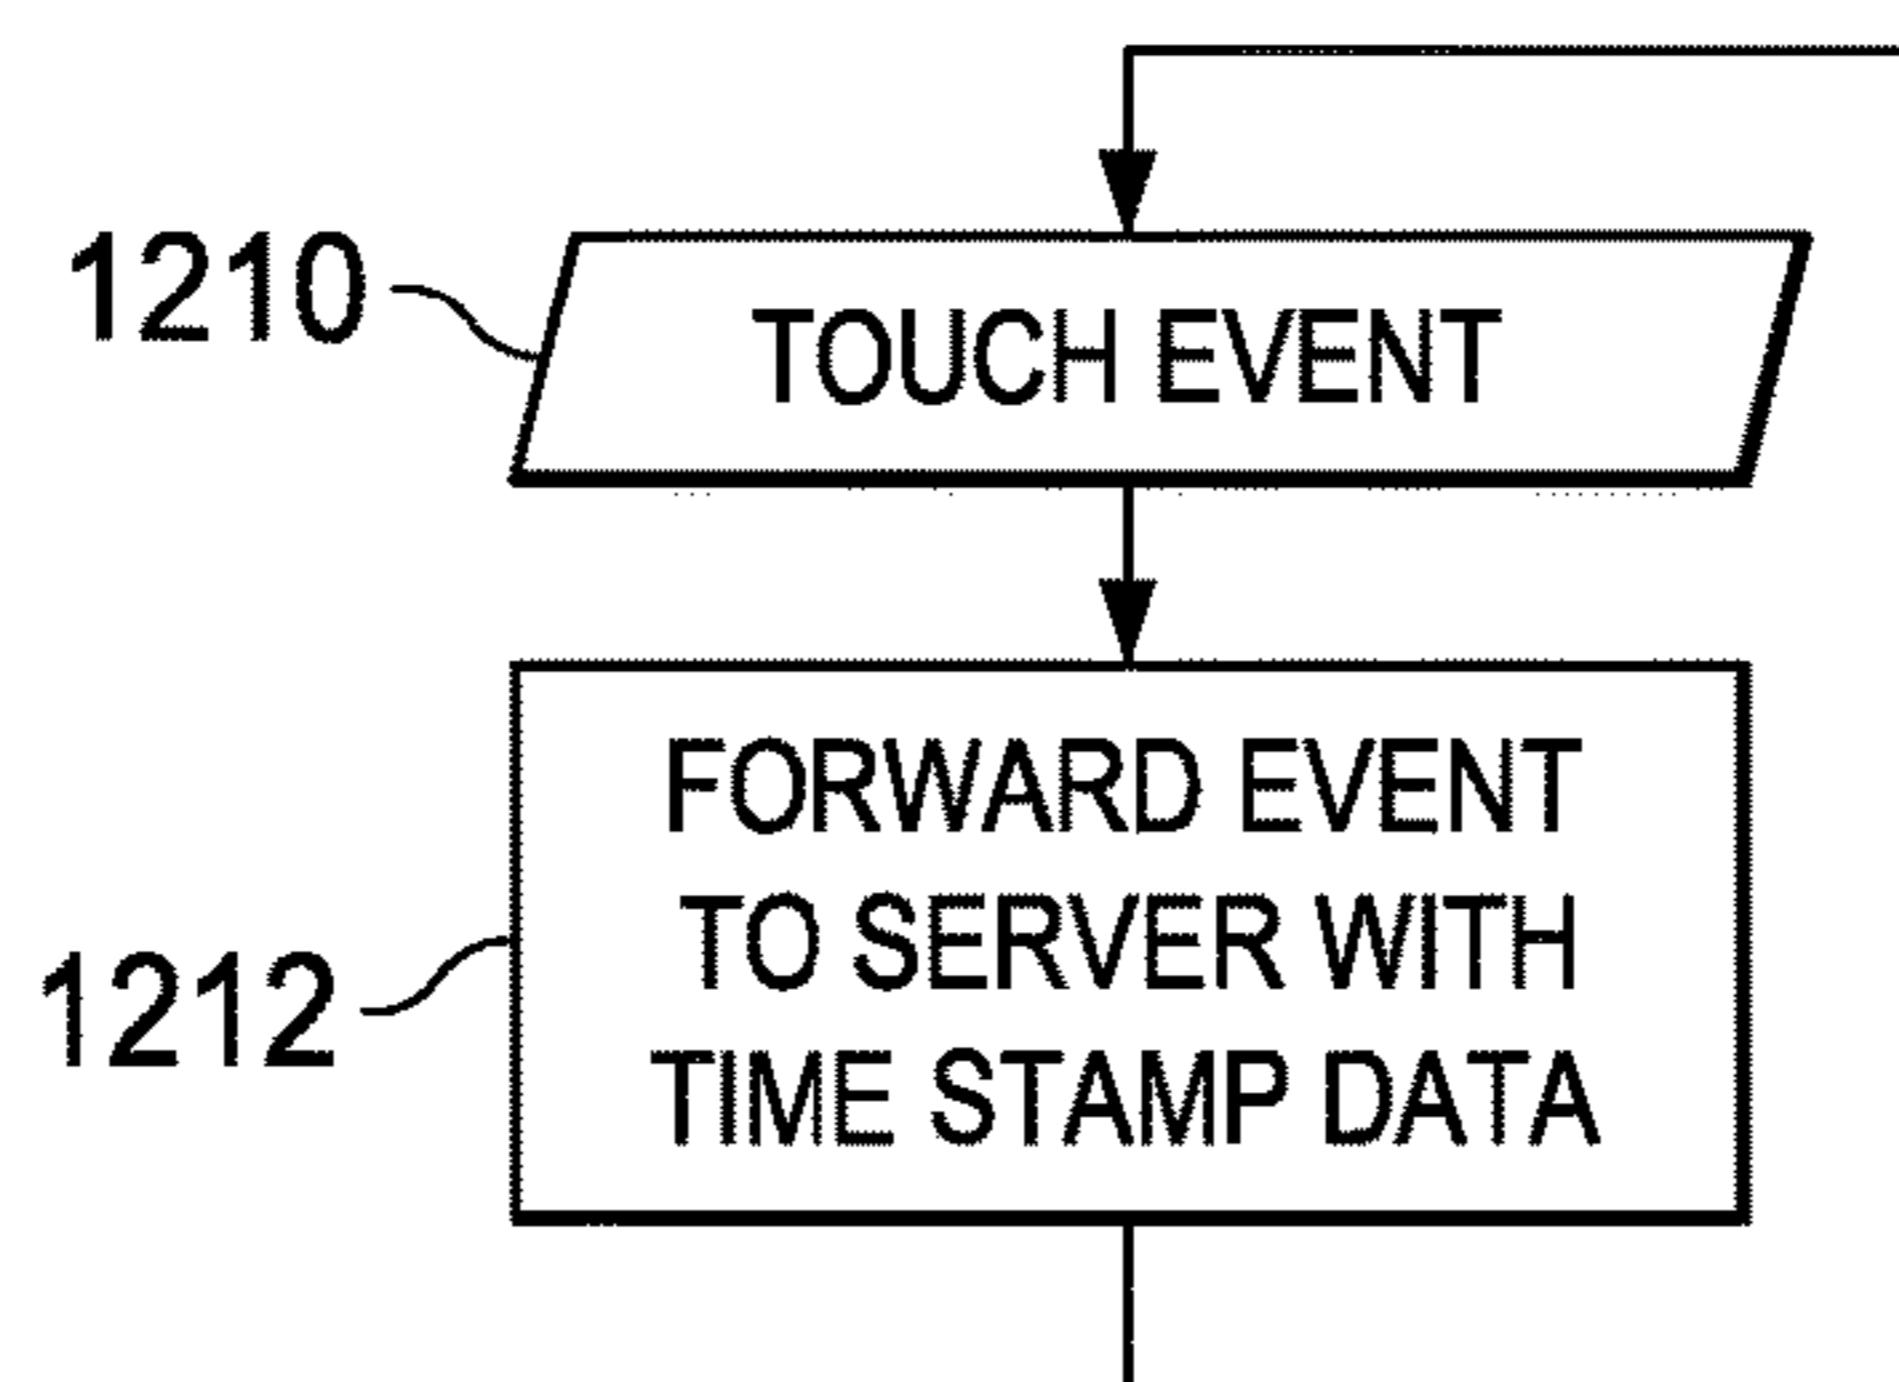 1210
TOUCH EVENT
FORWARD EVENT
TO SERVER WITH
1212
TIME STAMP DATA